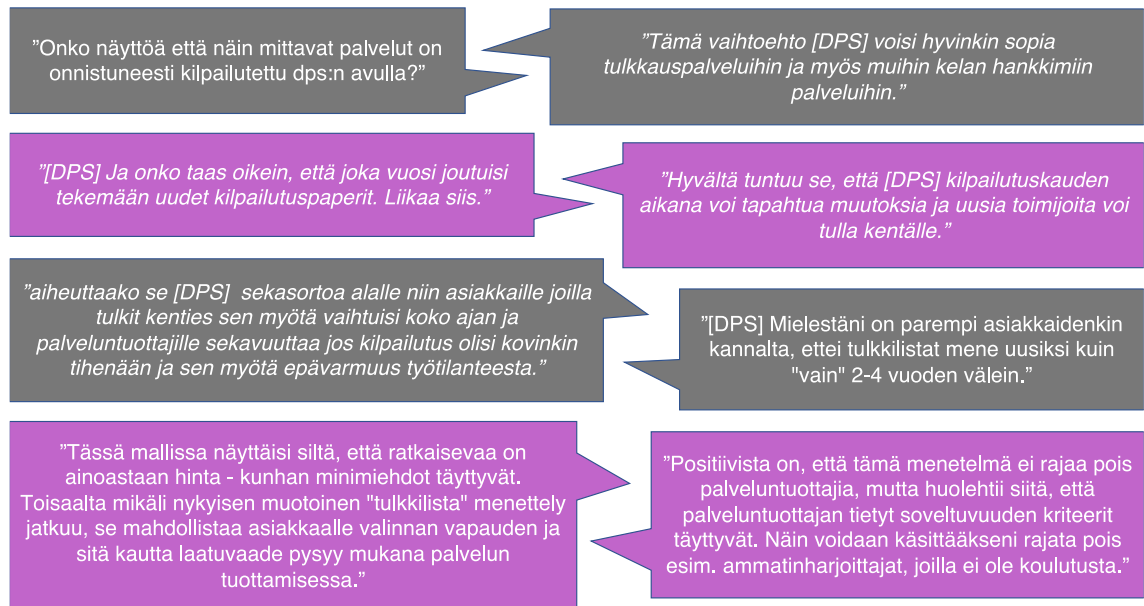 ”Onko näyttöä että näin mittavat palvelut on
onnistuneesti kilpailutettu dps:n avulla?”
”Tämä vaihtoehto [DPS] voisi hyvinkin sopia
tulkkauspalveluihin ja myös muihin kelan hankkimiin
palveluihin.”
”[DPS] Ja onko taas oikein, että joka vuosi joutuisi
tekemään uudet kilpailutuspaperit. Liikaa siis.”
”Hyvältä tuntuu se, että [DPS] kilpailutuskauden
aikana voi tapahtua muutoksia ja uusia toimijoita voi
tulla kentälle.”
”aiheuttaako se [DPS] sekasortoa alalle niin asiakkaille joilla
tulkit kenties sen myötä vaihtuisi koko ajan ja
palveluntuottajille sekavuuttaa jos kilpailutus olisi kovinkin
tihenään ja sen myötä epävarmuus työtilanteesta.”
”[DPS] Mielestäni on parempi asiakkaidenkin
kannalta, ettei tulkkilistat mene uusiksi kuin
"vain" 2-4 vuoden välein.”
”Tässä mallissa näyttäisi siltä, että ratkaisevaa on
ainoastaan hinta - kunhan minimiehdot täyttyvät.
Toisaalta mikäli nykyisen muotoinen "tulkkilista" menettely
jatkuu, se mahdollistaa asiakkaalle valinnan vapauden ja
sitä kautta laatuvaade pysyy mukana palvelun
tuottamisessa.”
”Positiivista on, että tämä menetelmä ei rajaa pois
palveluntuottajia, mutta huolehtii siitä, että
palveluntuottajan tietyt soveltuvuuden kriteerit
täyttyvät. Näin voidaan käsittääkseni rajata pois
esim. ammatinharjoittajat, joilla ei ole koulutusta.”